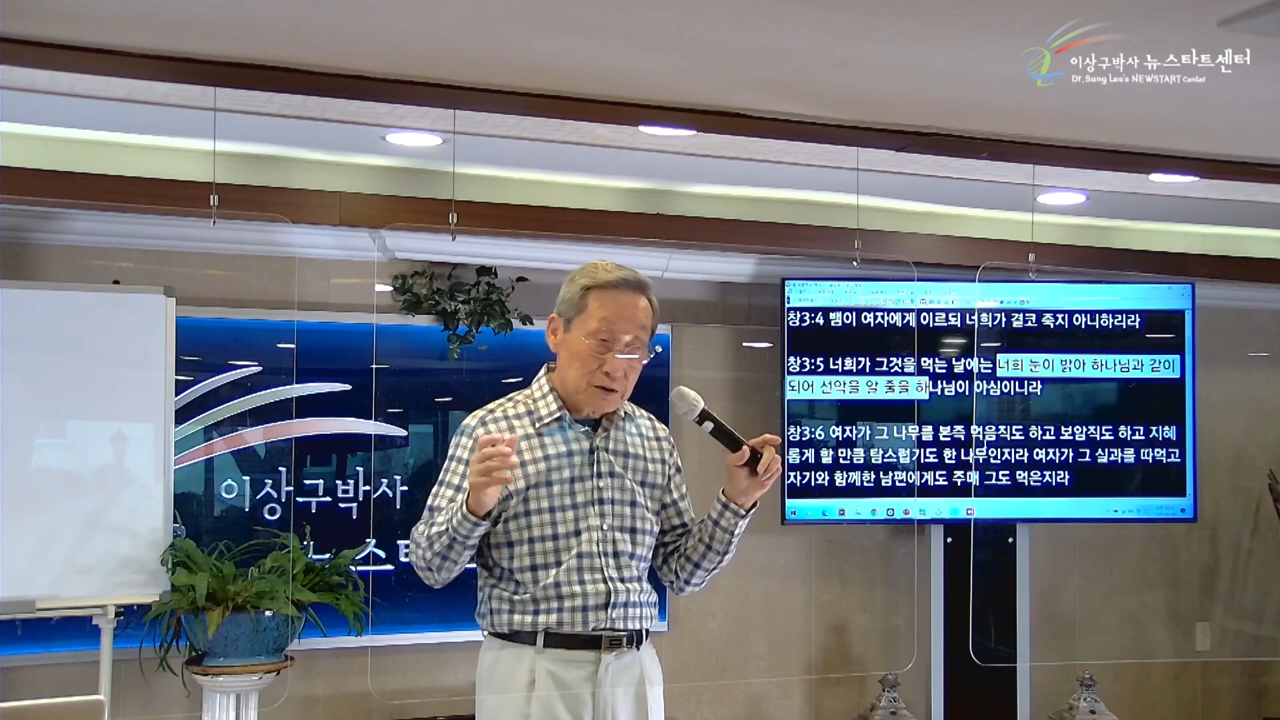 이상구박사 뉴스타트센터
Dr. Sang Lee's NEWSTART Center
창3:4 뱀이 여자에게 이르되 너희가 결코 죽지 아니하리라
창3:5 너희가 그것을 먹는 날에는 너희 눈이 밝아 하나님과 같이
되어 선악을 알 줄을 하나님이 아심이니라
창3:6 여자가 그 나무를 본즉 먹음직도 하고 보암직도 하고 지혜
롭게 할 만큼 탐스럽기도 한 나무인지라 여자가 그 실과를 따먹고
자기와 함께한 남편에게도 주매 그도 먹은지라
이상구박사
뉴스타